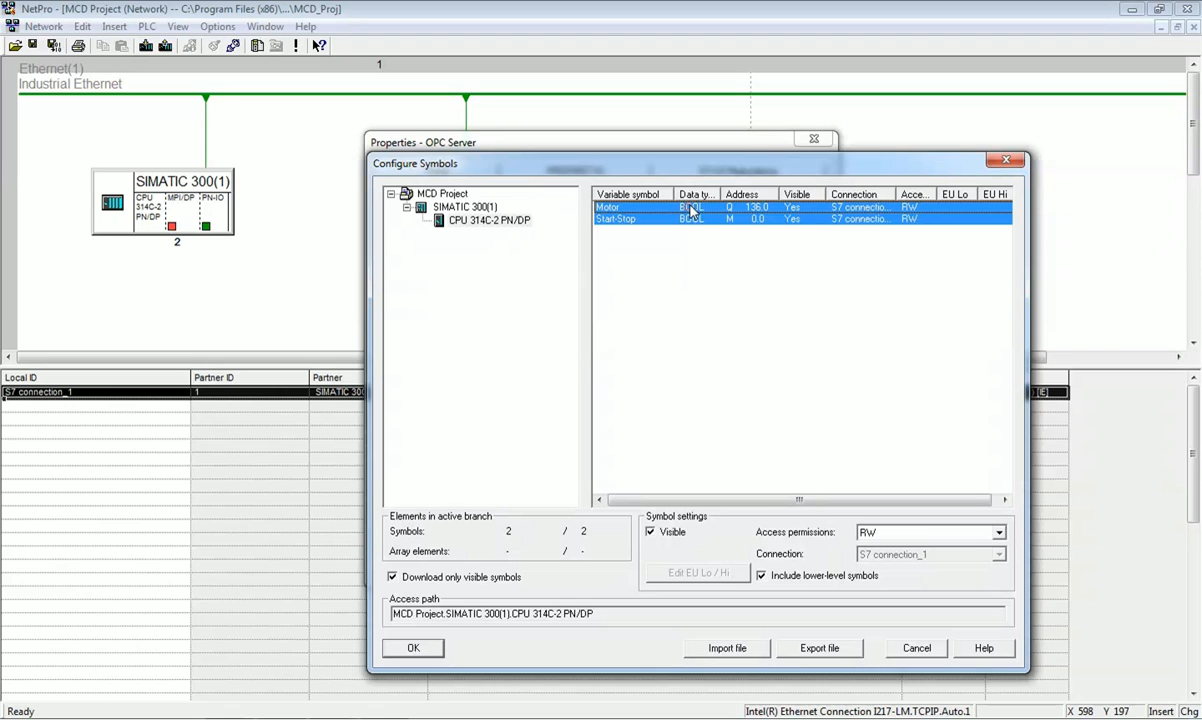 NetPro - [MCD Project (Network) -- C:\Program Files (x86)\...\MCD_Proj]
Network Edit Insert PLC View Options Window Help
1
Ethernet(1)
Industrial Ethernet
SIMATIC 300(1)
CPU MPI/DP PN-IO
314C-2
PN/DP
2
Properties - OPC Server
Configure Symbols
MCD Project
SIMATIC 300(1)
CPU 314C-2 PN/DP
Variable symbol Data ty... Address Visible Connection Acce... EU Lo EU Hi
Motor BOOL Q 136.0 Yes S7 connectio... RW
Start-Stop BOOL M 0.0 Yes S7 connectio... RW
Local ID Partner ID Partner
S7 connection_1 1 SIMATIC 300 [IE]
Elements in active branch
Symbols: 2 / 2
Array elements: - / -
Download only visible symbols
Symbol settings
Visible Access permissions: RW
Connection: S7 connection_1
Edit EU Lo / Hi Include lower-level symbols
Access path
MCD Project.SIMATIC 300(1).CPU 314C-2 PN/DP
OK Import file Export file Cancel Help
Ready Intel(R) Ethernet Connection I217-LM.TCPIP.Auto.1 X 598 Y 197 Insert Chg